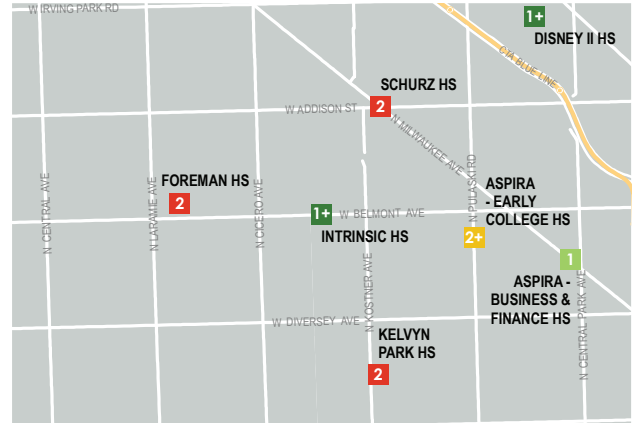 W IRVING PARK RD
1+
DISNEY II HS
CTA BLUE LINE
SCHURZ HS
2
W ADDISON ST
N MILWAUKEE AVE
FOREMAN HS
2
N CENTRAL AVE
N LARAMIE AVE
N CICERO AVE
1+
W BELMONT AVE
INTRINSIC HS
N PULASKI RD
ASPIRA
- EARLY
COLLEGE HS
2+
1
ASPIRA -
BUSINESS &
FINANCE HS
N CENTRAL PARK AVE
N KOSTNER AVE
W DIVERSEY AVE
KELVYN
PARK HS
2